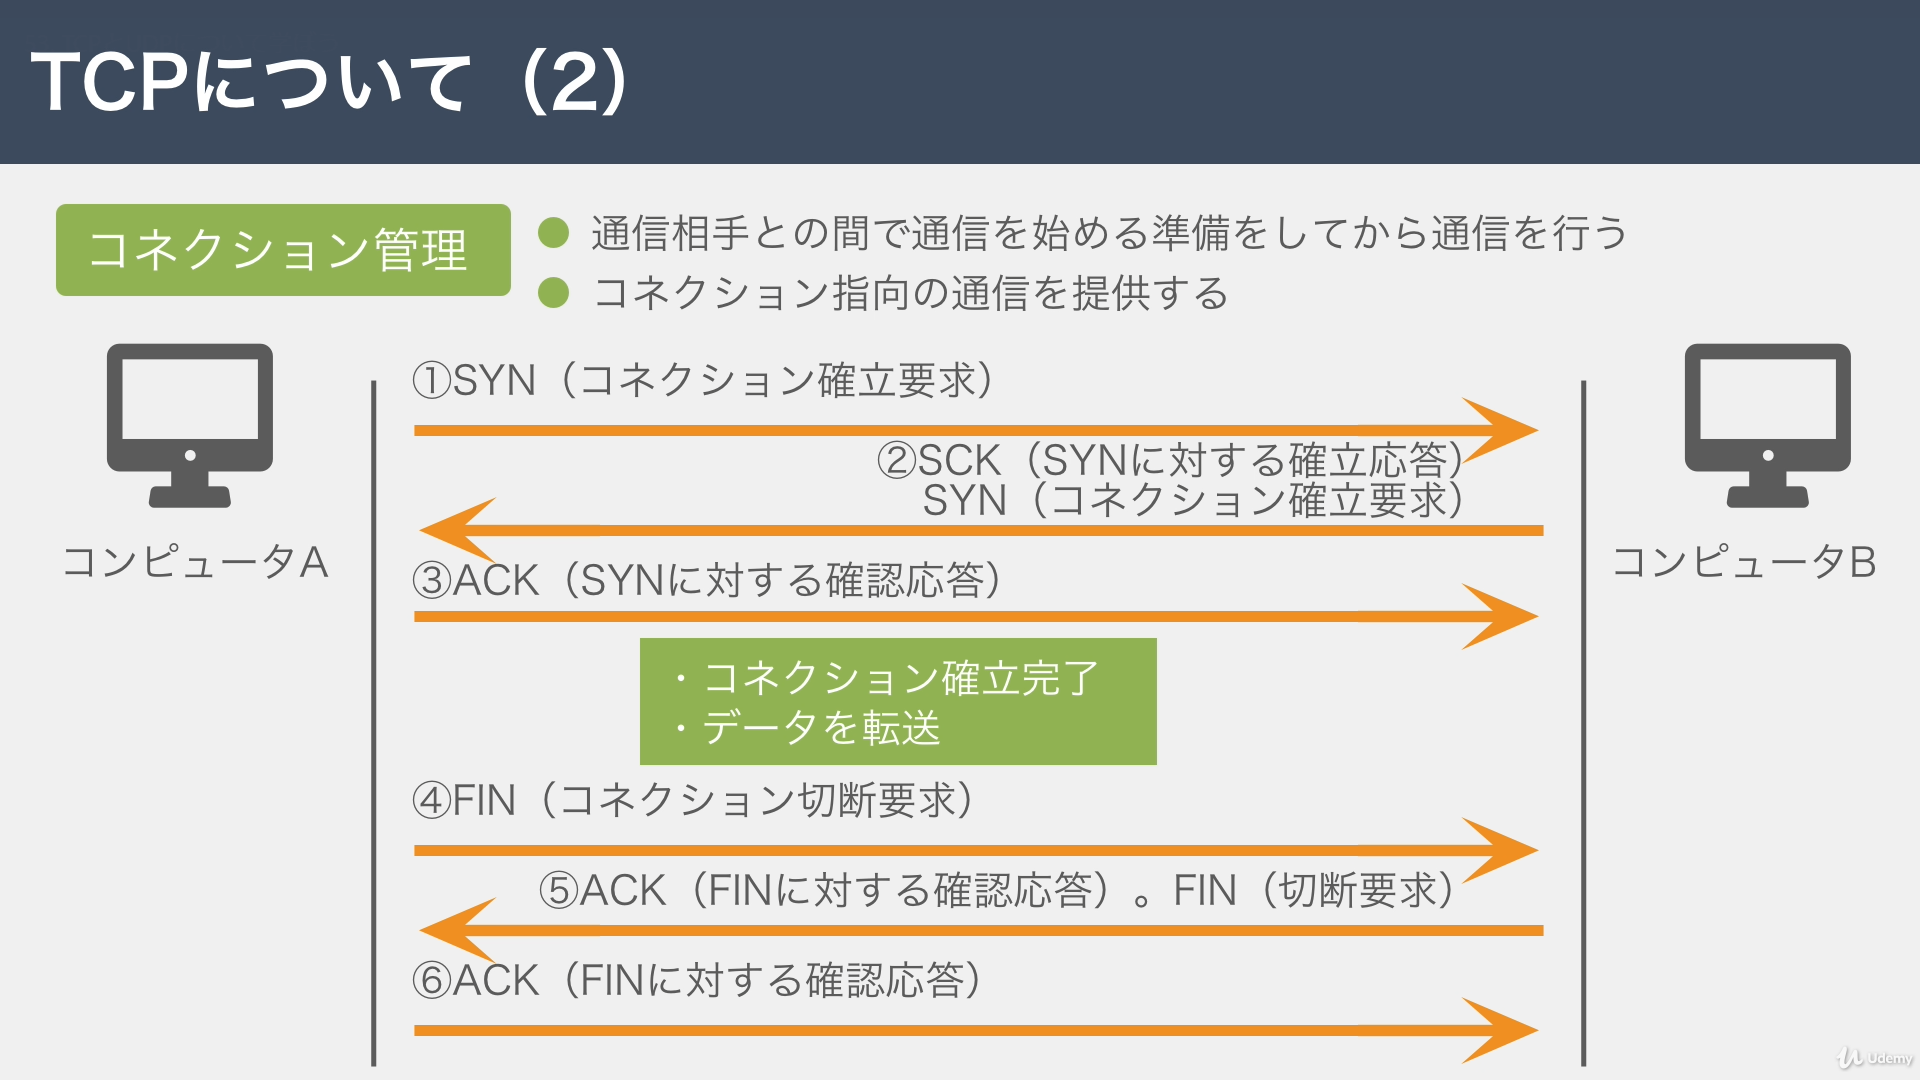 TCPについて（2）
コネクション管理
● 通信相手との間で通信を始める準備をしてから通信を行う
● コネクション指向の通信を提供する
①SYN（コネクション確立要求）
②SCK（SYNに対する確立応答）
SYN（コネクション確立要求）
コンピュータA
コンピュータB
③ACK（SYNに対する確認応答）
・コネクション確立完了
・データを転送
④FIN（コネクション切断要求）
⑤ACK（FINに対する確認応答）。FIN（切断要求）
⑥ACK（FINに対する確認応答）
Udemy